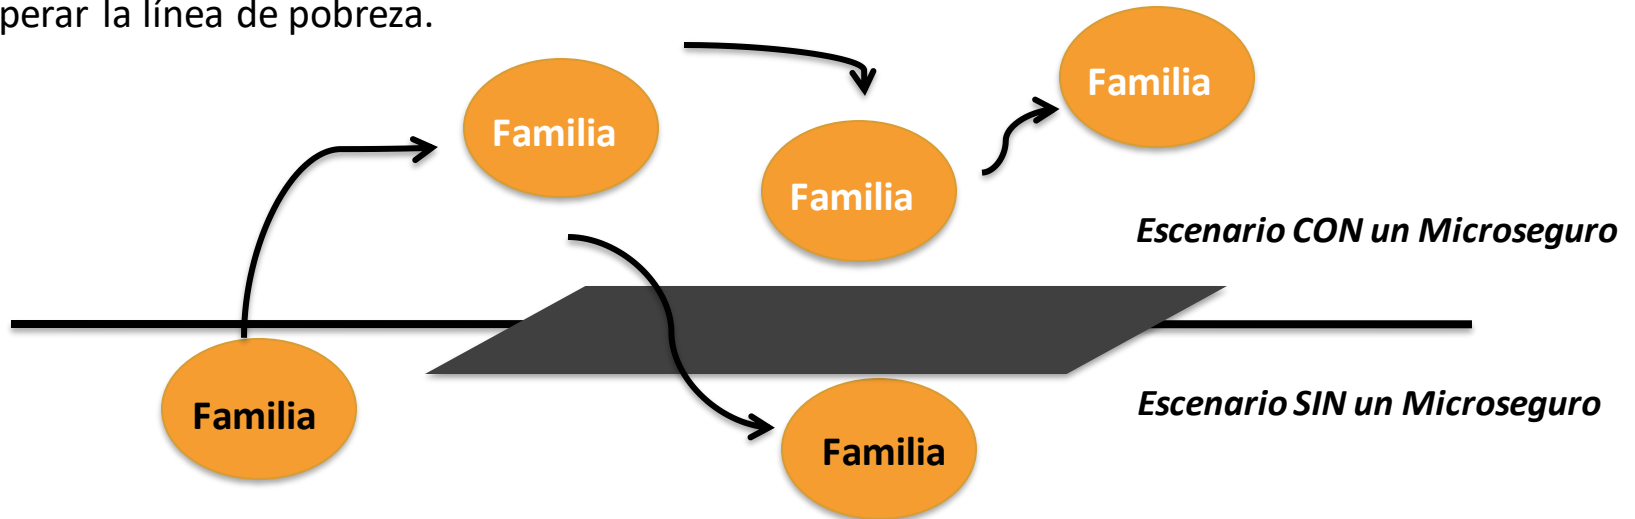 perar la línea de pobreza.
Familia
Familia
Familia
Escenario CON un Microseguro
Escenario SIN un Microseguro
Familia
Familia